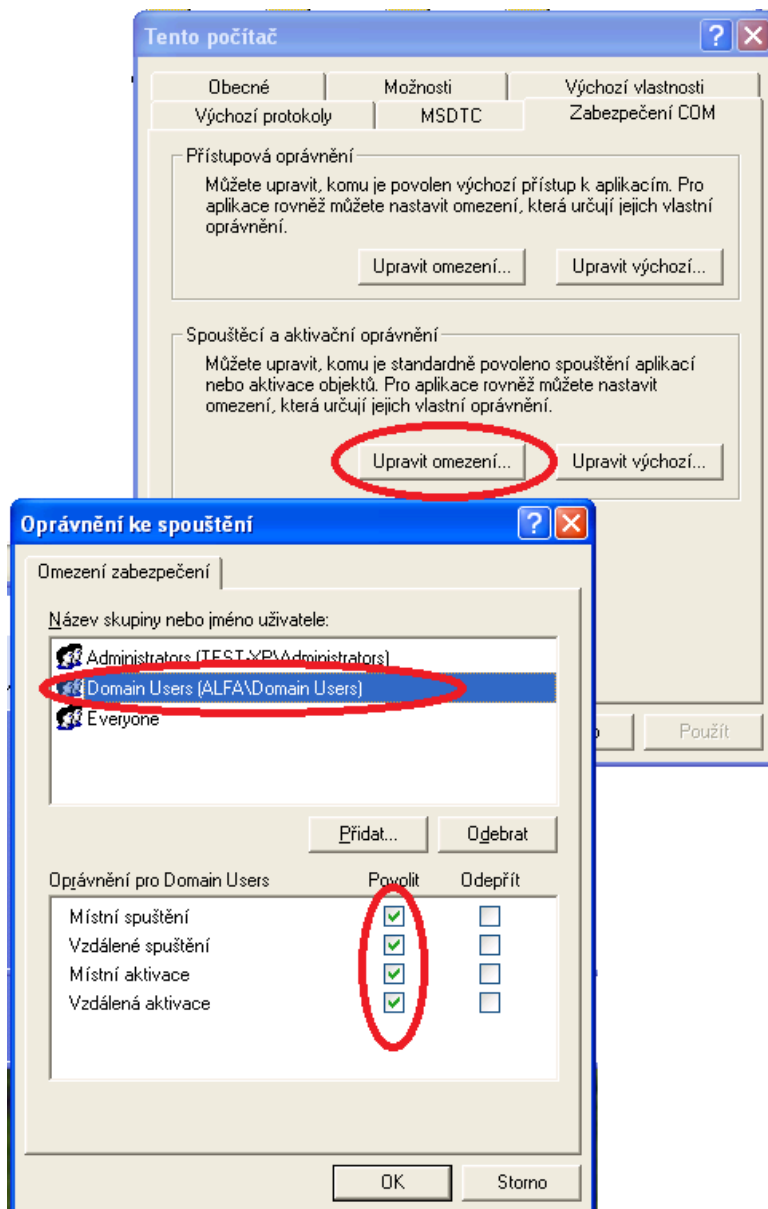 Tento počítač
Obecné
Možnosti
Výchozí vlastnosti
Výchozí protokoly
MSDTC
Zabezpečení COM
Přístupová oprávnění
Můžete upravit, komu je povolen výchozí přístup k aplikacím. Pro
aplikace rovněž můžete nastavit omezení, která určují jejich vlastní
oprávnění.
Upravit omezení...
Upravit výchozí...
Spouštěcí a aktivační oprávnění
Můžete upravit, komu je standardně povoleno spouštění aplikací
nebo aktivace objektů. Pro aplikace rovněž můžete nastavit
omezení, která určují jejich vlastní oprávnění.
Upravit omezení...
Upravit výchozí...
Oprávnění ke spouštění
Omezení zabezpečení
Název skupiny nebo jméno uživatele:
Administrators (TEST-XP\Administrators)
Domain Users (ALFA\Domain Users)
Everyone
Použít
Přidat...
Odebrat
Oprávnění pro Domain Users
Povolit
Odepřít
Místní spuštění
Vzdálené spuštění
Místní aktivace
Vzdálená aktivace
OK
Storno